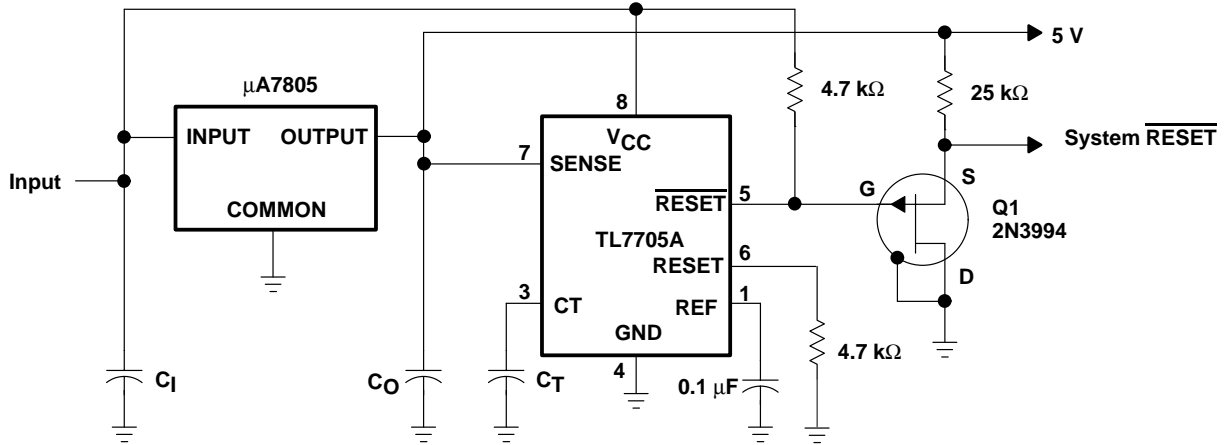 5 V
μA7805
4.7 kΩ
25 kΩ
8
INPUT OUTPUT
VCC
System RESET
7
SENSE
Input
S
G
RESET
5
COMMON
Q1
2N3994
TL7705A
RESET
6
D
3
CT
REF
1
GND
4.7 kΩ
4
CI
CO
CT
0.1 μF